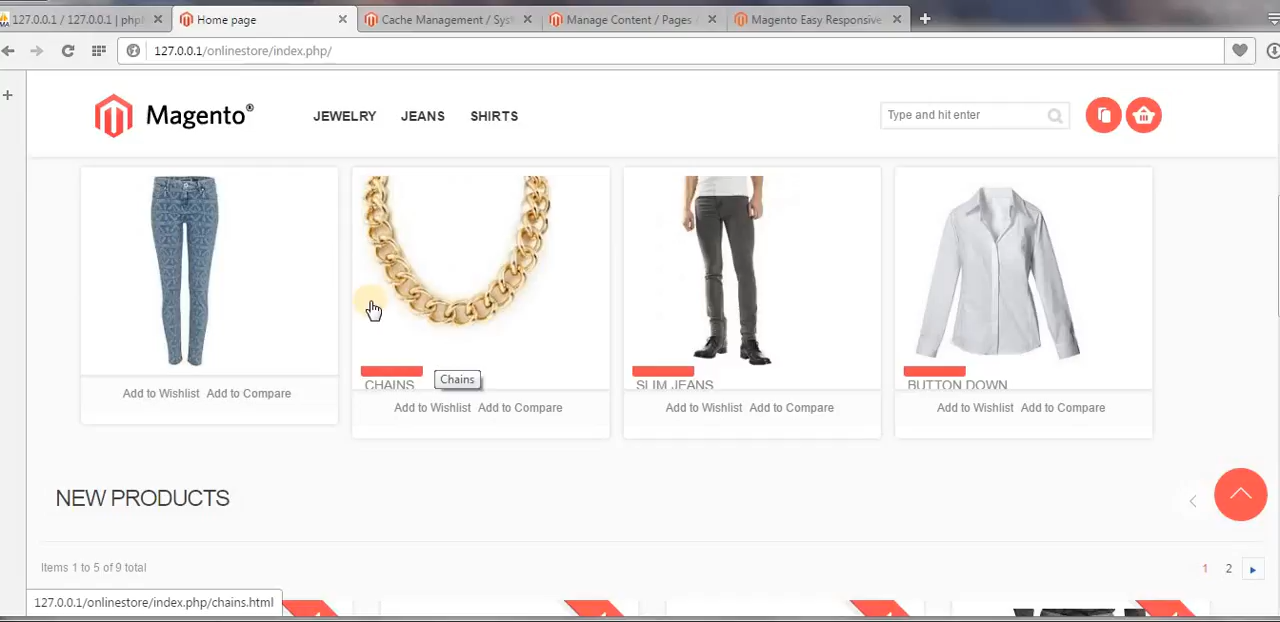 127.0.0.1 / 127.0.0.1 | php
Home page
Cache Management / Sys
Manage Content / Pages
Magento Easy Responsive
127.0.0.1/onlinestore/index.php/
Magento®
JEWELRY
JEANS
SHIRTS
Type and hit enter
CHAINS
Chains
SLIM JEANS
BUTTON DOWN
Add to Wishlist Add to Compare
Add to Wishlist Add to Compare
Add to Wishlist Add to Compare
Add to Wishlist Add to Compare
NEW PRODUCTS
Items 1 to 5 of 9 total
1 2
127.0.0.1/onlinestore/index.php/chains.html